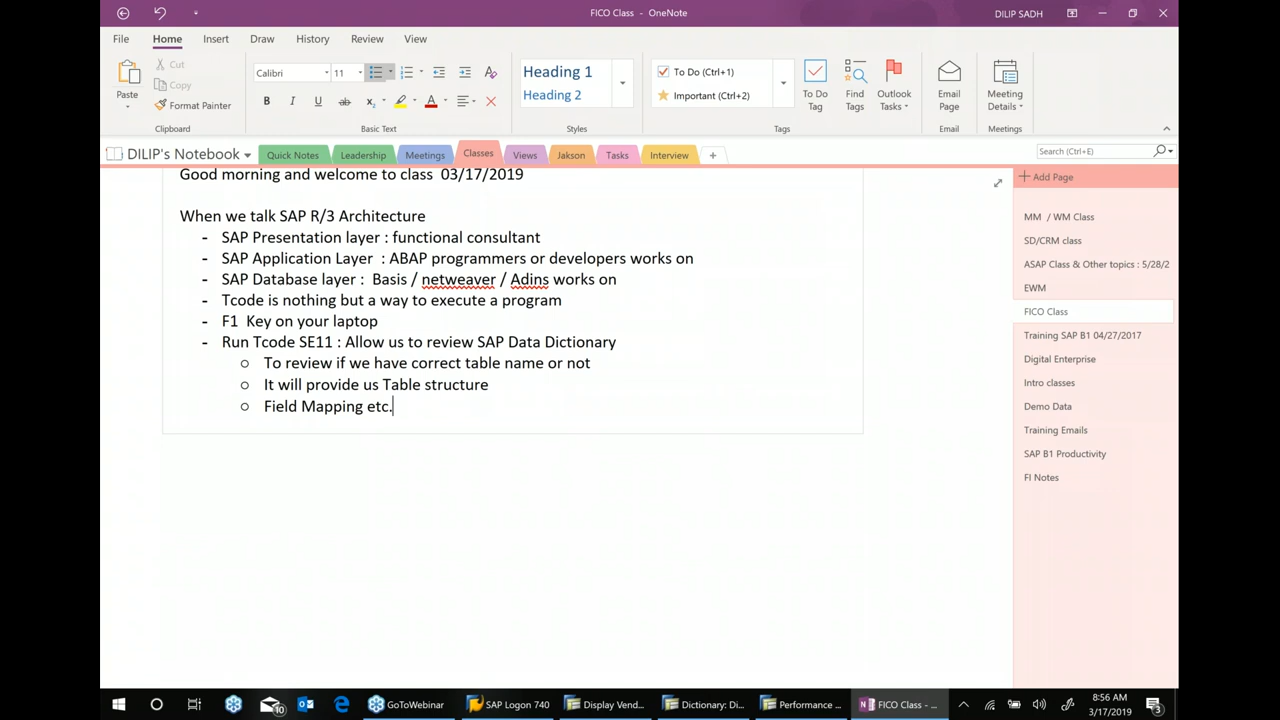 FICO Class - OneNote
DILIP SADH
File Home Insert Draw History Review View
Cut
Copy
Format Painter
Paste
Clipboard
Calibri 11
Basic Text
Heading 1
Heading 2
Styles
To Do (Ctrl+1)
Important (Ctrl+2)
To Do Tag
Find Tags
Outlook Tasks
Tags
Email Page
Email
Meeting Details
Meetings
DILIP's Notebook
Quick Notes Leadership Meetings Classes Views Jakson Tasks Interview
Search (Ctrl+E)
Good morning and welcome to class 03/17/2019
When we talk SAP R/3 Architecture
- SAP Presentation layer : functional consultant
- SAP Application Layer : ABAP programmers or developers works on
- SAP Database layer : Basis / netweaver / Adins works on
- Tcode is nothing but a way to execute a program
- F1 Key on your laptop
- Run Tcode SE11 : Allow us to review SAP Data Dictionary
○ To review if we have correct table name or not
○ It will provide us Table structure
○ Field Mapping etc.
Add Page
MM / WM Class
SD/CRM class
ASAP Class & Other topics : 5/28/2
EWM
FICO Class
Training SAP B1 04/27/2017
Digital Enterprise
Intro classes
Demo Data
Training Emails
SAP B1 Productivity
FI Notes
10
GoToWebinar
SAP Logon 740
Display Vend...
Dictionary: Di...
Performance ...
FICO Class - ...
8:56 AM
3/17/2019
3